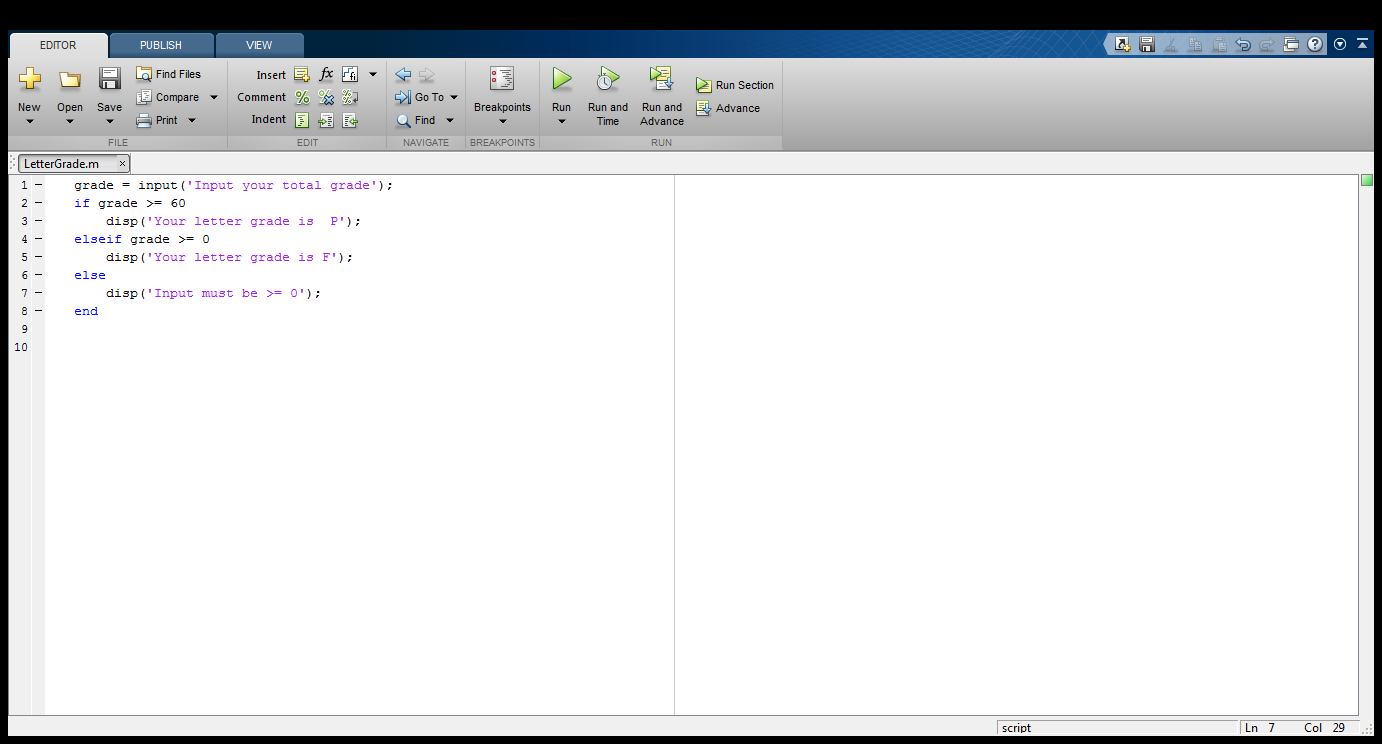 EDITOR PUBLISH VIEW
New Open Save Find Files Compare Print
FILE
Insert fx fi
Comment % % %
Indent
EDIT
Go To
Find
NAVIGATE
Breakpoints
BREAKPOINTS
Run Run and Time Run and Advance Run Section Advance
RUN
LetterGrade.m ×
1 – grade = input('Input your total grade');
2 – if grade >= 60
3 – disp('Your letter grade is  P');
4 – elseif grade >= 0
5 – disp('Your letter grade is F');
6 – else
7 – disp('Input must be >= 0');
8 – end
9
10
script Ln 7 Col 29